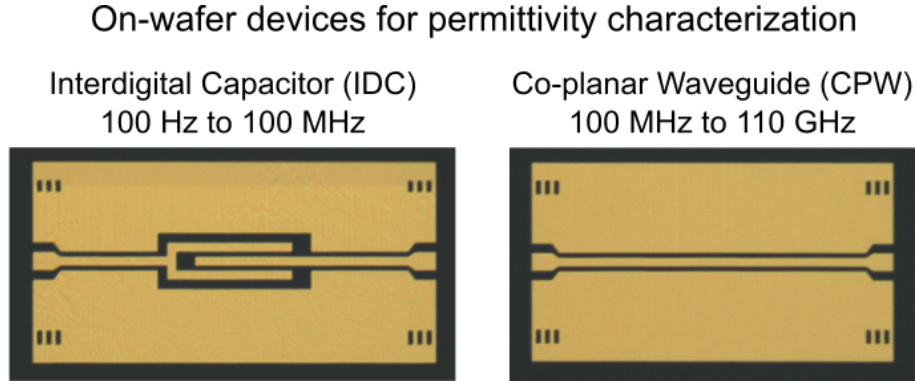 On-wafer devices for permittivity characterization
Interdigital Capacitor (IDC)
100 Hz to 100 MHz
Co-planar Waveguide (CPW)
100 MHz to 110 GHz